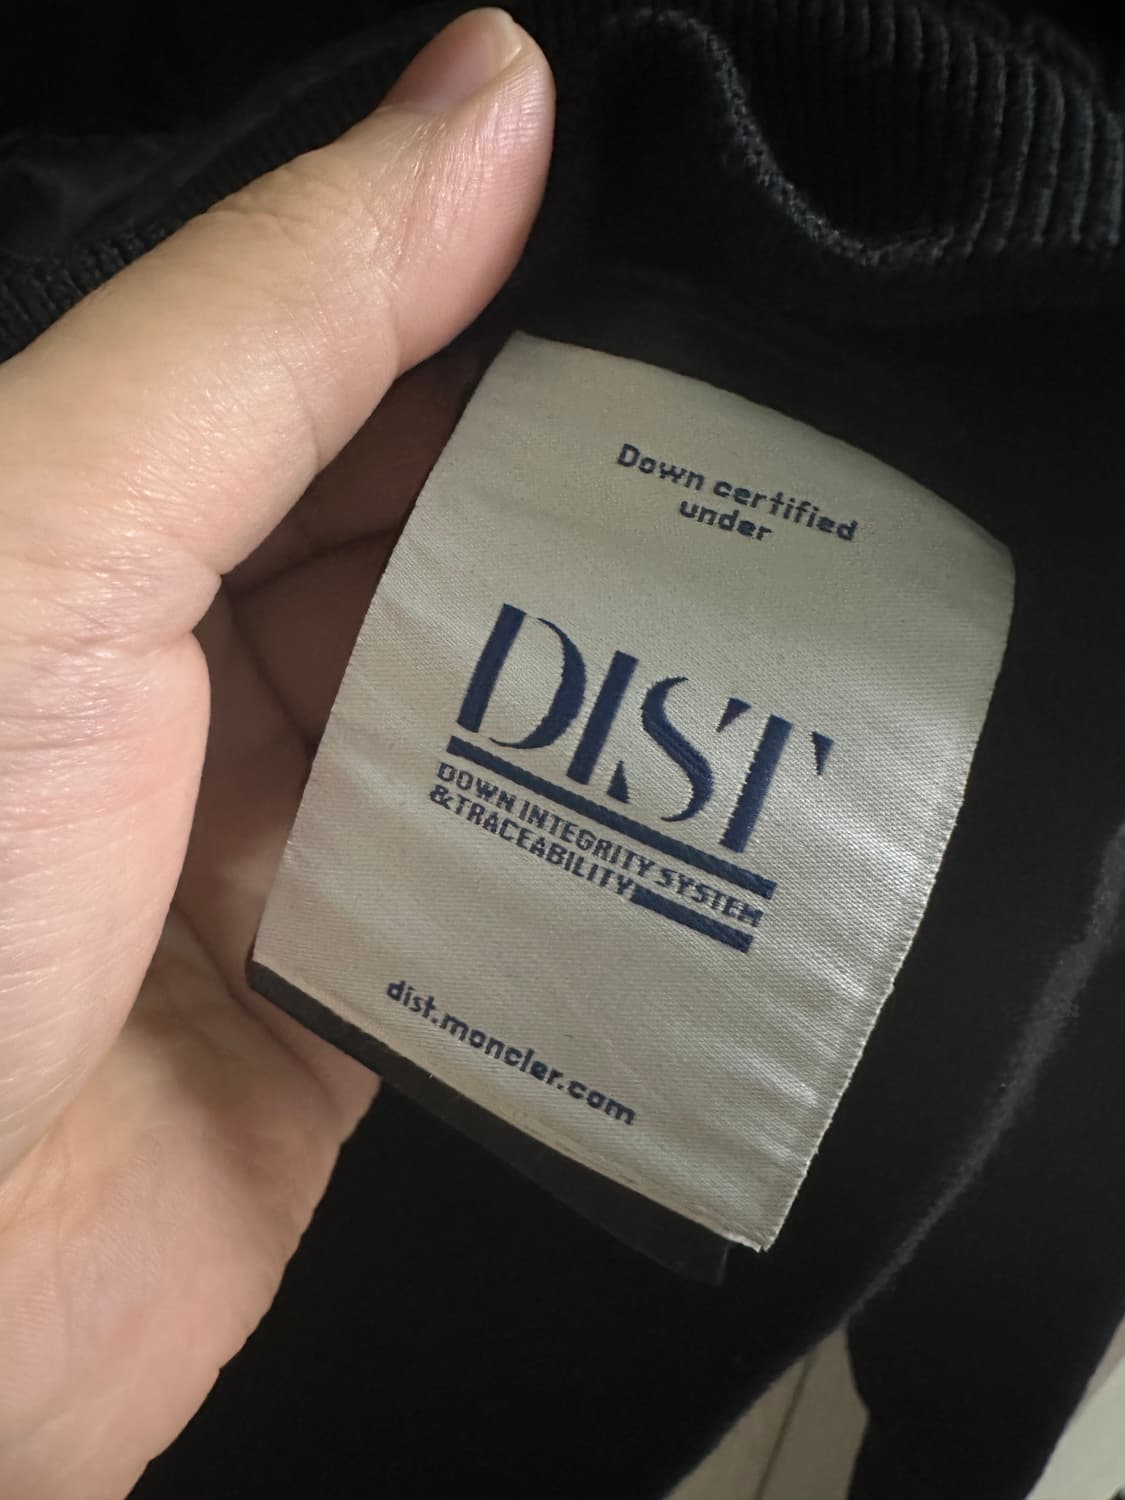 Down certified
under
DIST
DOWN INTEGRITY SYSTEM
& TRACEABILITY
dist.moncler.com